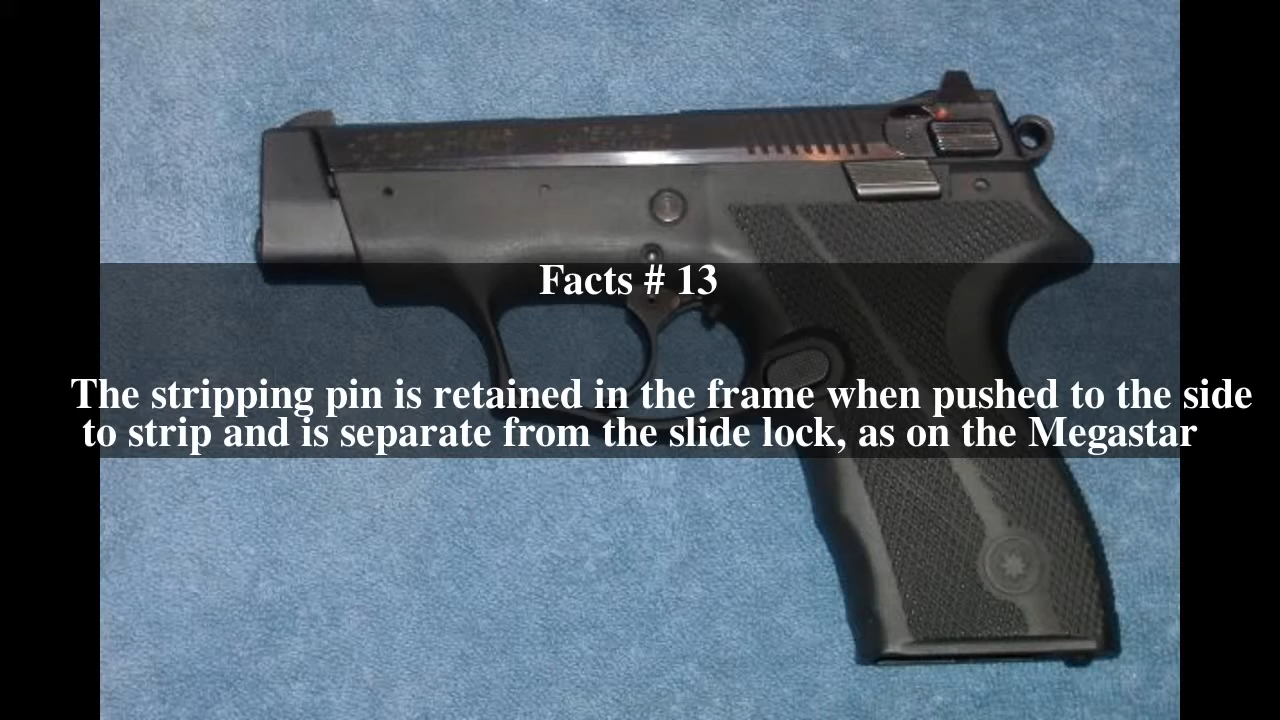 Facts # 13
The stripping pin is retained in the frame when pushed to the side
to strip and is separate from the slide lock, as on the Megastar